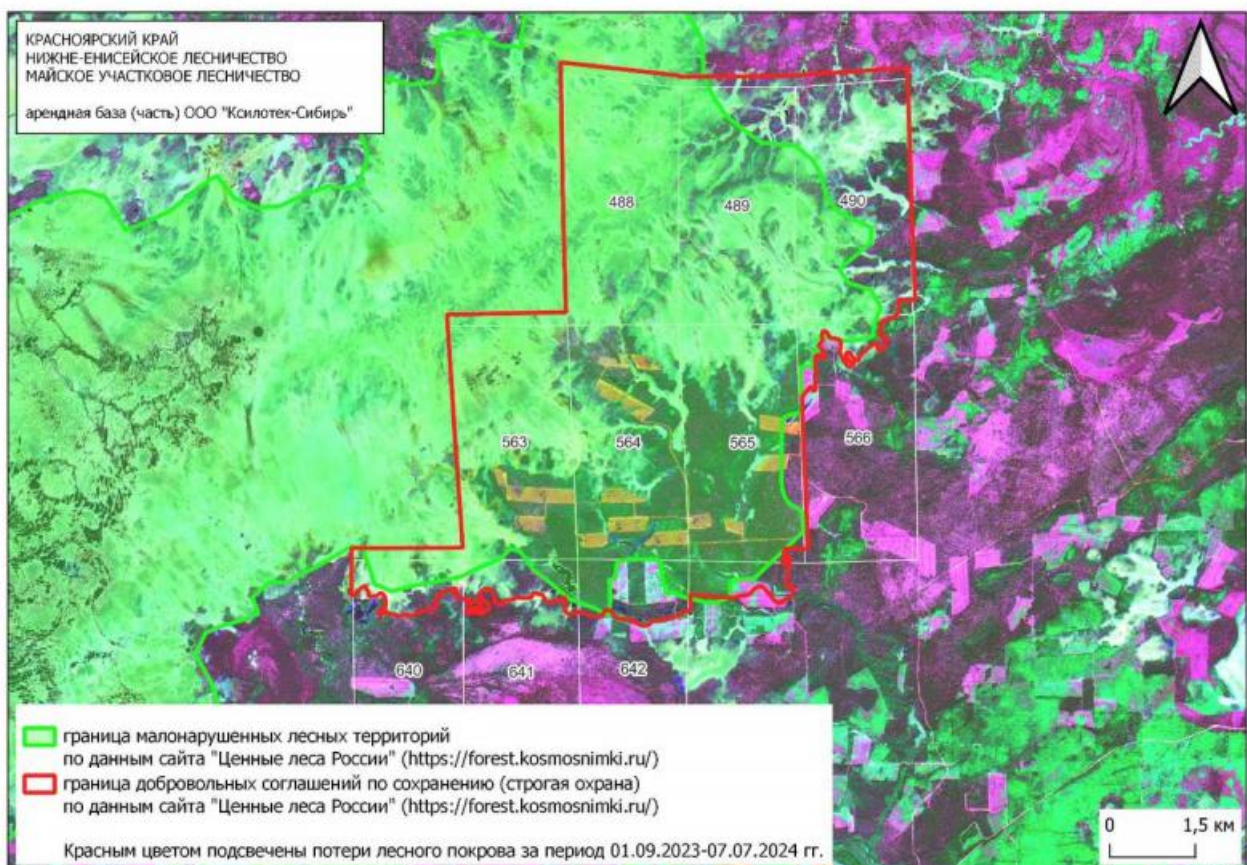 КРАСНОЯРСКИЙ КРАЙ
НИЖНЕ-ЕНИСЕЙСКОЕ ЛЕСНИЧЕСТВО
МАЙСКОЕ УЧАСТКОВОЕ ЛЕСНИЧЕСТВО
арендная база (часть) ООО "Ксилотек-Сибирь"
488
489
490
563
564
565
566
640
641
642
граница малонарушенных лесных территорий
по данным сайта "Ценные леса России" (https://forest.kosmosnimki.ru/)
граница добровольных соглашений по сохранению (строгая охрана)
по данным сайта "Ценные леса России" (https://forest.kosmosnimki.ru/)
Красным цветом подсвечены потери лесного покрова за период 01.09.2023-07.07.2024 гг.
0 1,5 км